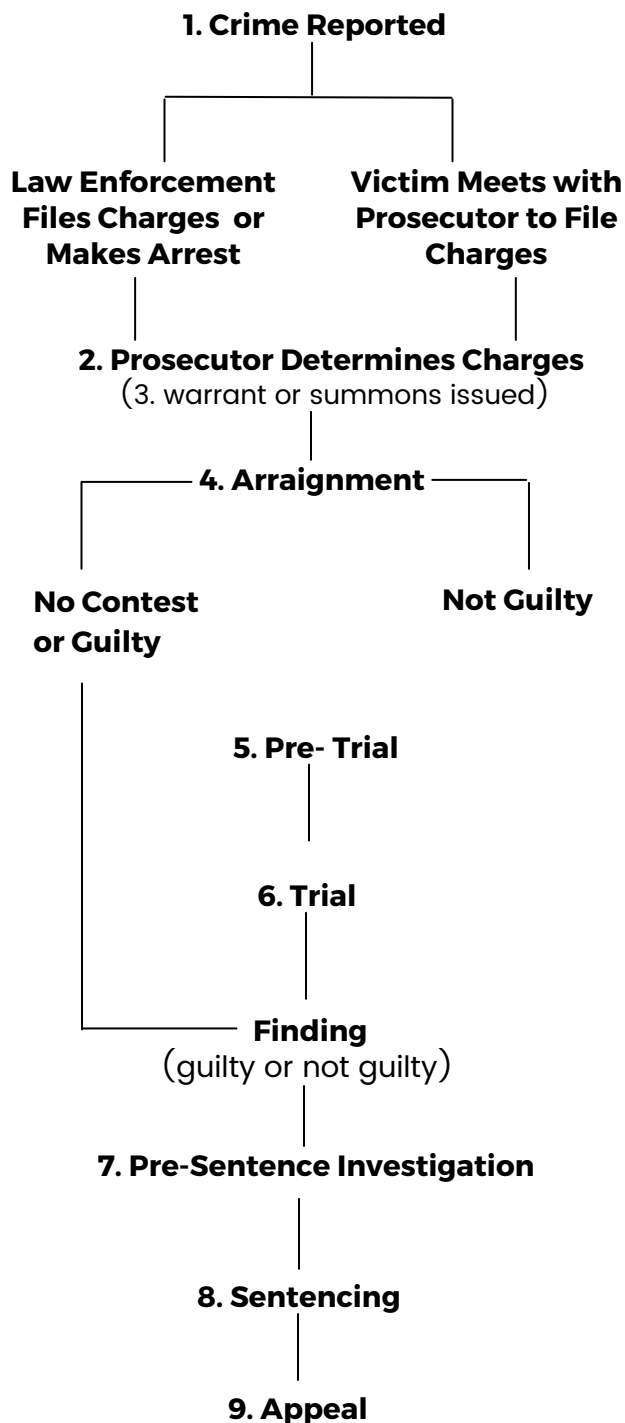 1. Crime Reported
Law Enforcement
Files Charges or
Makes Arrest
Victim Meets with
Prosecutor to File
Charges
2. Prosecutor Determines Charges
(3. warrant or summons issued)
4. Arraignment
No Contest
or Guilty
Not Guilty
5. Pre- Trial
6. Trial
Finding
(guilty or not guilty)
7. Pre-Sentence Investigation
8. Sentencing
9. Appeal